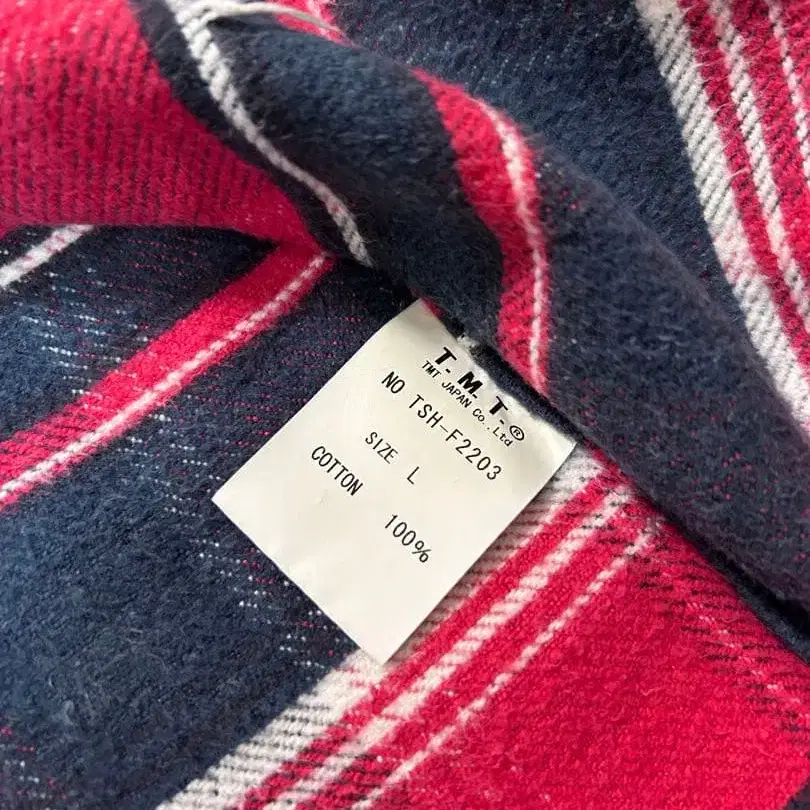 T.M.T.®
TMT JAPAN Co.,Ltd
NO TSH-F2203
SIZE L
COTTON 100%